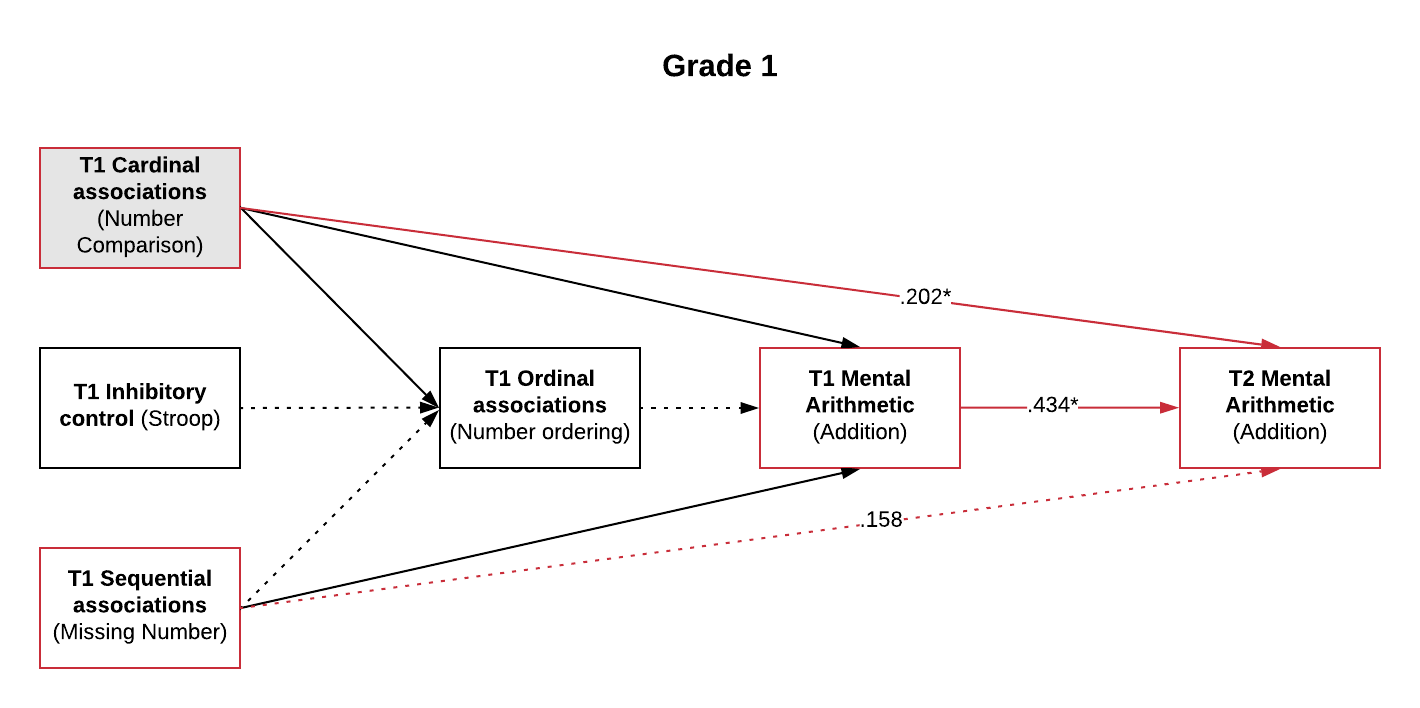 Grade 1
T1 Cardinal
associations
(Number
Comparison)
.202*
T1 Inhibitory
control (Stroop)
T1 Ordinal
associations
(Number ordering)
T1 Mental
Arithmetic
(Addition)
.434*
T2 Mental
Arithmetic
(Addition)
.158
T1 Sequential
associations
(Missing Number)